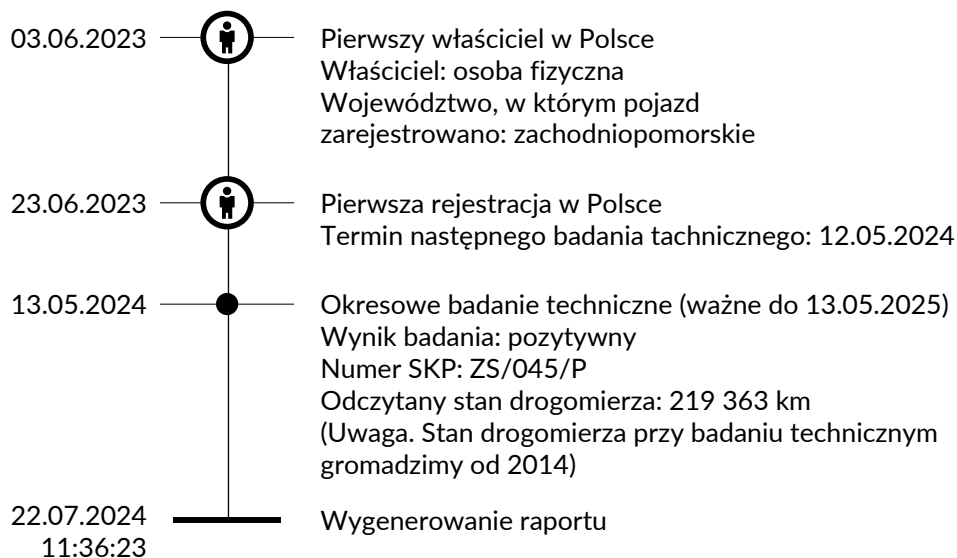 03.06.2023
Pierwszy właściciel w Polsce
Właściciel: osoba fizyczna
Województwo, w którym pojazd
zarejestrowano: zachodniopomorskie
23.06.2023
Pierwsza rejestracja w Polsce
Termin następnego badania tachnicznego: 12.05.2024
13.05.2024
Okresowe badanie techniczne (ważne do 13.05.2025)
Wynik badania: pozytywny
Numer SKP: ZS/045/P
Odczytany stan drogomierza: 219 363 km
(Uwaga. Stan drogomierza przy badaniu technicznym
gromadzimy od 2014)
22.07.2024
11:36:23
Wygenerowanie raportu